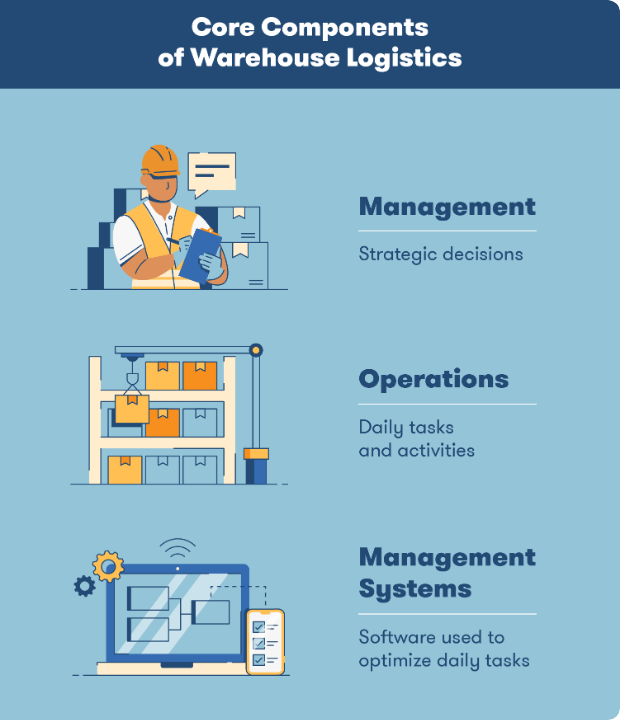 Core Components
of Warehouse Logistics
Management
Strategic decisions
Operations
Daily tasks
and activities
Management
Systems
Software used to
optimize daily tasks